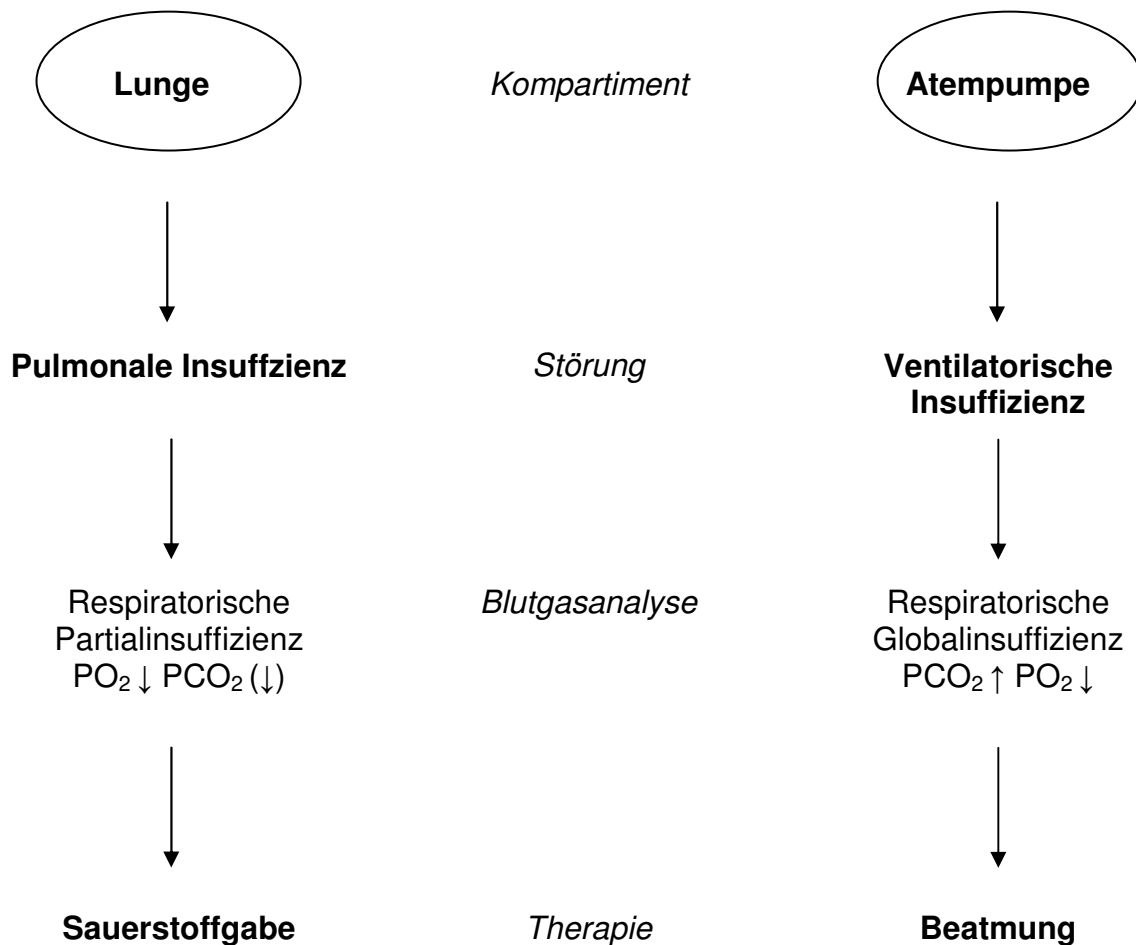 Lunge Kompartiment Atempumpe
Pulmonale Insuffzienz Störung Ventilatorische
Insuffizienz
Respiratorische Blutgasanalyse Respiratorische
Partialinsuffizienz Globalinsuffizienz
PO₂ ↓ PCO₂ (↓) PCO₂ ↑ PO₂ ↓
Sauerstoffgabe Therapie Beatmung